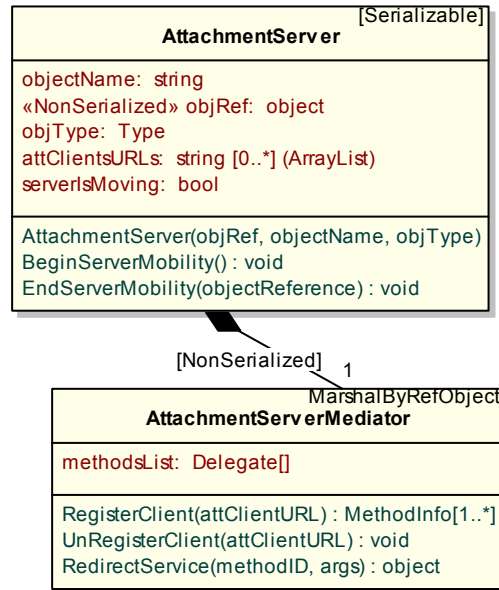 [Serializable]
AttachmentServer
objectName: string
«NonSerialized» objRef: object
objType: Type
attClientsURLs: string [0..*] (ArrayList)
serverIsMoving: bool
AttachmentServer(objRef, objectName, objType)
BeginServerMobility() : void
EndServerMobility(objectReference) : void
[NonSerialized]
1
MarshalByRefObject
AttachmentServerMediator
methodsList: Delegate[]
RegisterClient(attClientURL) : MethodInfo[1..*]
UnRegisterClient(attClientURL) : void
RedirectService(methodID, args) : object